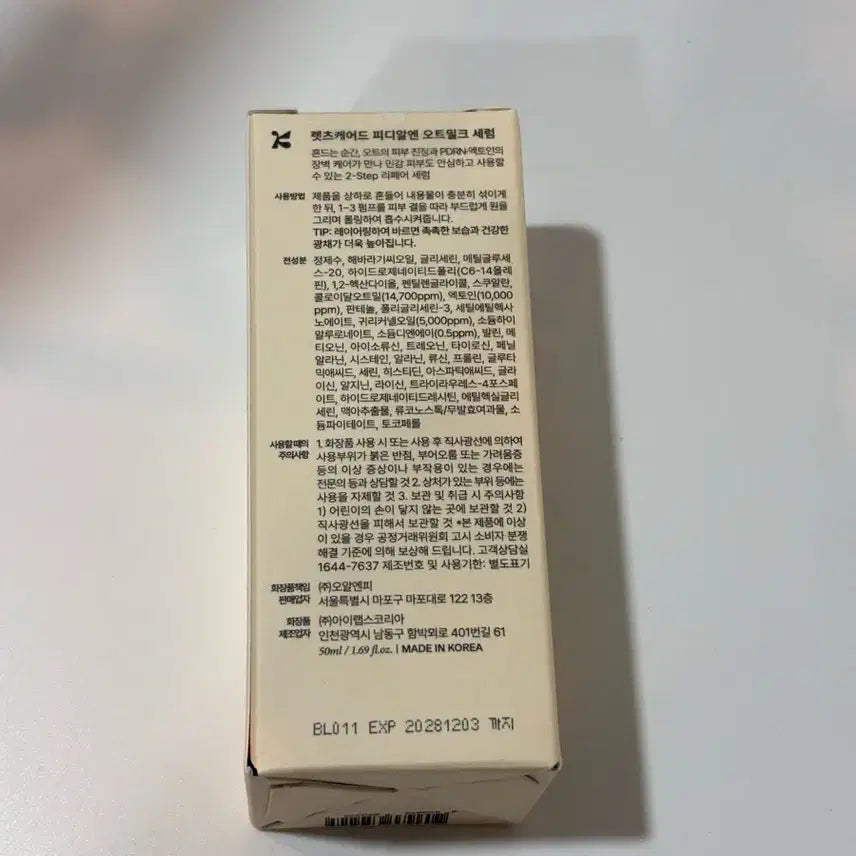 렛츠케어드 피디알엔 오트밀크 세럼
흔드는 순간, 오트의 피부 진정과 PDRN·엑토인의
장벽 케어가 만나 민감 피부도 안심하고 사용할
수 있는 2-Step 리페어 세럼
사용방법 제품을 상하로 흔들어 내용물이 충분히 섞이게
한 뒤, 1-3 펌프를 피부 결을 따라 부드럽게 원을
그리며 롤링하여 흡수시켜줍니다.
TIP: 레이어링하여 바르면 촉촉한 보습과 건강한
광채가 더욱 높아집니다.
전성분 정제수, 해바라기씨오일, 글리세린, 메틸글루세
스-20, 하이드로제네이티드폴리(C6-14올레
핀), 1,2-헥산다이올, 펜틸렌글라이콜, 스쿠알란,
콜로이달오트밀(14,700ppm), 엑토인(10,000
ppm), 판테놀, 폴리글리세린-3, 세틸에틸헥사
노에이트, 귀리커넬오일(5,000ppm), 소듐하이
알루로네이트, 소듐디엔에이(0.5ppm), 발린, 메
티오닌, 아이소류신, 트레오닌, 타이로신, 페닐
알라닌, 시스테인, 알라닌, 류신, 프롤린, 글루타
믹애씨드, 세린, 히스티딘, 아스파틱애씨드, 글라
이신, 알지닌, 라이신, 트라이라우레스-4포스페
이트, 하이드로제네이티드레시틴, 에틸헥실글리
세린, 맥아추출물, 류코노스톡/무발효여과물, 소
듐파이테이트, 토코페롤
사용할 때의 1. 화장품 사용 시 또는 사용 후 직사광선에 의하여
주의사항 사용부위가 붉은 반점, 부어오름 또는 가려움증
등의 이상 증상이나 부작용이 있는 경우에는
전문의 등과 상담할 것 2. 상처가 있는 부위 등에는
사용을 자제할 것 3. 보관 및 취급 시 주의사항
1) 어린이의 손이 닿지 않는 곳에 보관할 것 2)
직사광선을 피해서 보관할 것 *본 제품에 이상
이 있을 경우 공정거래위원회 고시 소비자 분쟁
해결 기준에 의해 보상해 드립니다. 고객상담실
1644-7637 제조번호 및 사용기한: 별도표기
화장품책임 ㈜오알엔피
판매업자 서울특별시 마포구 마포대로 122 13층
화장품 ㈜아이랩스코리아
제조업자 인천광역시 남동구 함박뫼로 401번길 61
50ml / 1.69 fl.oz. | MADE IN KOREA
BL011 EXP 20281203 까지